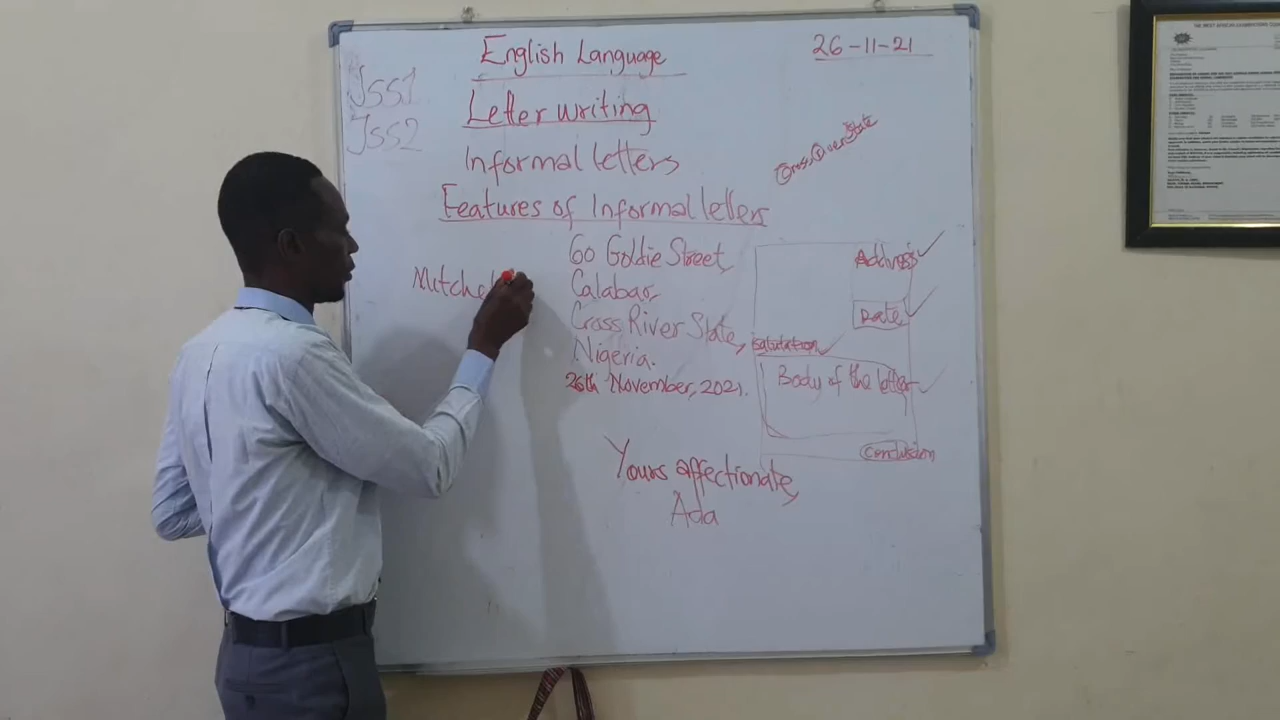 English Language
26-11-21
Jss1
Jss2
Letter writing
Informal letters
Cross River State
Features of Informal letters
60 Goldie Street,
Calabar,
Cross River State,
Nigeria.
26th November, 2021.
Mitche
Address
Date
Salutation
Body of the letter
Conclusion
Yours affectionate,
Ada